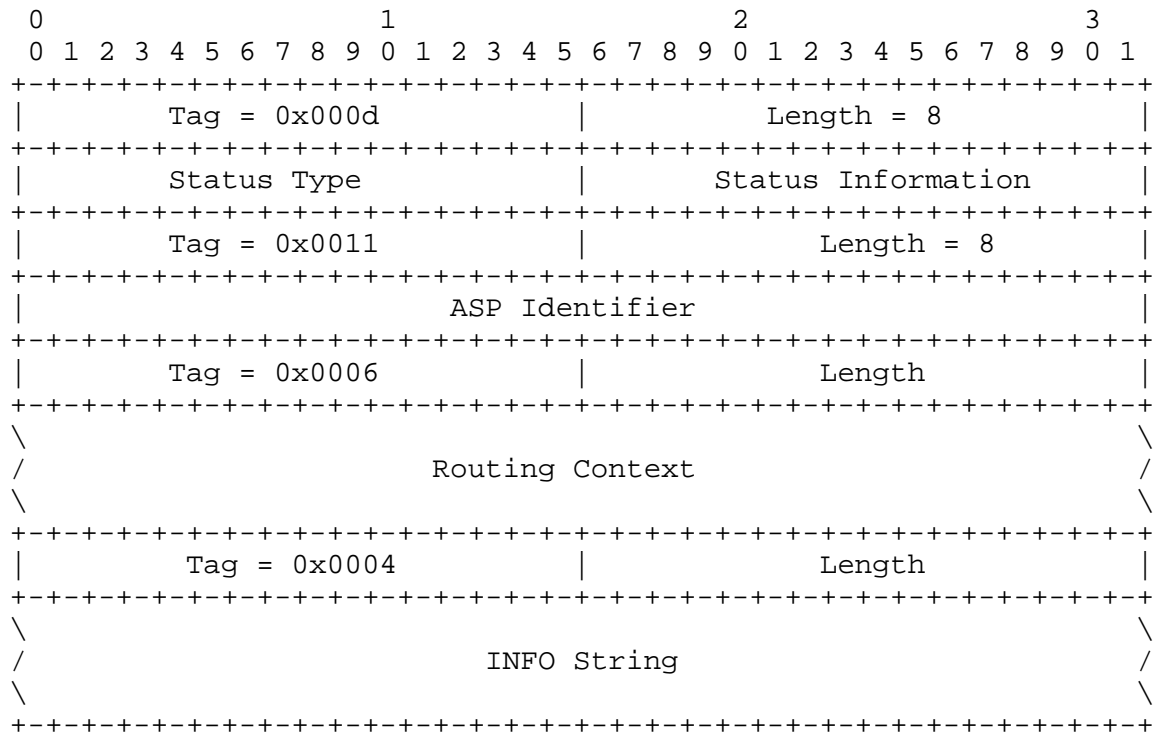 0                   1                   2                   3
 0 1 2 3 4 5 6 7 8 9 0 1 2 3 4 5 6 7 8 9 0 1 2 3 4 5 6 7 8 9 0 1
+-+-+-+-+-+-+-+-+-+-+-+-+-+-+-+-+-+-+-+-+-+-+-+-+-+-+-+-+-+-+-+-+
|        Tag = 0x000d           |          Length = 8           |
+-+-+-+-+-+-+-+-+-+-+-+-+-+-+-+-+-+-+-+-+-+-+-+-+-+-+-+-+-+-+-+-+
|        Status Type            |       Status Information      |
+-+-+-+-+-+-+-+-+-+-+-+-+-+-+-+-+-+-+-+-+-+-+-+-+-+-+-+-+-+-+-+-+
|        Tag = 0x0011           |             Length = 8        |
+-+-+-+-+-+-+-+-+-+-+-+-+-+-+-+-+-+-+-+-+-+-+-+-+-+-+-+-+-+-+-+-+
|                        ASP Identifier                         |
+-+-+-+-+-+-+-+-+-+-+-+-+-+-+-+-+-+-+-+-+-+-+-+-+-+-+-+-+-+-+-+-+
|        Tag = 0x0006           |             Length            |
+-+-+-+-+-+-+-+-+-+-+-+-+-+-+-+-+-+-+-+-+-+-+-+-+-+-+-+-+-+-+-+-+
\                                                               \
/                       Routing Context                         /
\                                                               \
+-+-+-+-+-+-+-+-+-+-+-+-+-+-+-+-+-+-+-+-+-+-+-+-+-+-+-+-+-+-+-+-+
|         Tag = 0x0004          |             Length            |
+-+-+-+-+-+-+-+-+-+-+-+-+-+-+-+-+-+-+-+-+-+-+-+-+-+-+-+-+-+-+-+-+
\                                                               \
/                          INFO String                          /
\                                                               \
+-+-+-+-+-+-+-+-+-+-+-+-+-+-+-+-+-+-+-+-+-+-+-+-+-+-+-+-+-+-+-+-+